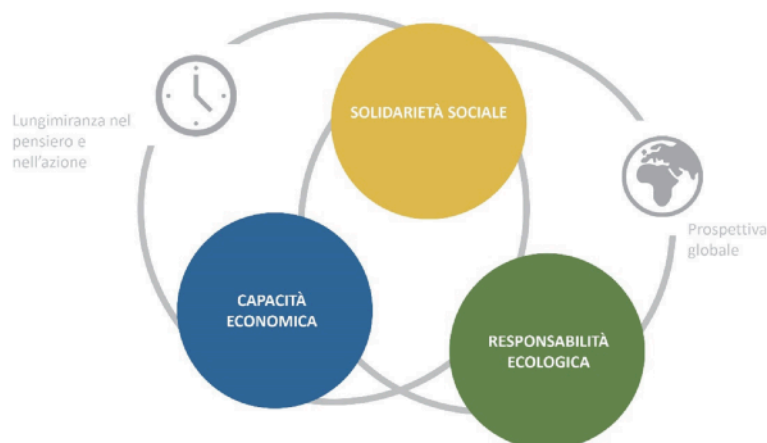 SOLIDARIETÀ SOCIALE
Lungimiranza nel
pensiero e
nell'azione
Prospettiva
globale
CAPACITÀ
ECONOMICA
RESPONSABILITÀ
ECOLOGICA